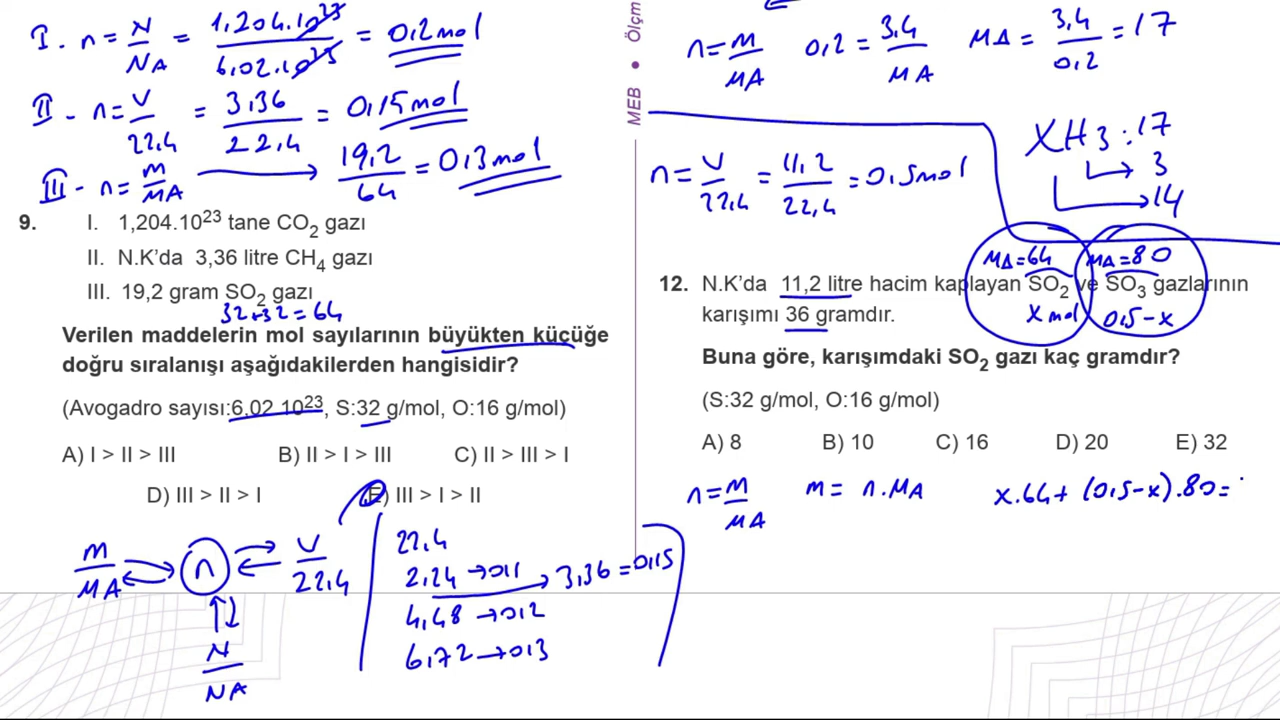 I. n = N/NA = 1,204.10²³/6,02.10²³ = 0,2 mol
II - n = V/22,4 = 3,36/22,4 = 0,15 mol
III - n = m/MA → 19,2/64 = 0,3 mol
9. I. 1,204.10²³ tane CO₂ gazı
II. N.K’da 3,36 litre CH₄ gazı
III. 19,2 gram SO₂ gazı
32+32=64
Verilen maddelerin mol sayılarının büyükten küçüğe
doğru sıralanışı aşağıdakilerden hangisidir?
(Avogadro sayısı:6,02 10²³, S:32 g/mol, O:16 g/mol)
A) I > II > III B) II > I > III C) II > III > I
D) III > II > I E) III > I > II
m/MA ⇄ n ⇄ V/22,4
⇅
N/NA
22,4
2,24 → 0,1 → 3,36 = 0,15
4,48 → 0,2
6,72 → 0,3
MEB • Ölçm
n = m/MA 0,2 = 3,4/MA MA = 3,4/0,2 = 17
XH3 : 17
→ 3
→ 14
n = V/22,4 = 11,2/22,4 = 0,5 mol
MA=64 MA=80
12. N.K’da 11,2 litre hacim kaplayan SO₂ ve SO₃ gazlarının
karışımı 36 gramdır.
x mol 0,5-x
Buna göre, karışımdaki SO₂ gazı kaç gramdır?
(S:32 g/mol, O:16 g/mol)
A) 8 B) 10 C) 16 D) 20 E) 32
n = m/MA m = n.MA x.64 + (0,5-x).80 =